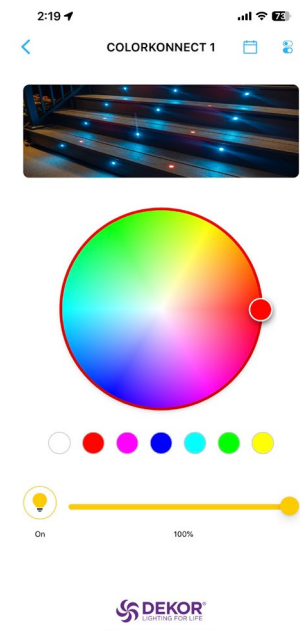 2:19
73
COLORKONNECT 1
On
100%
DEKOR®
LIGHTING FOR LIFE